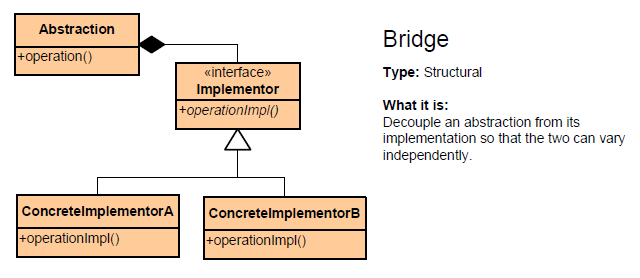 Abstraction
+operation()
«interface»
Implementor
+operationImpl()
ConcreteImplementorA
+operationImpl()
ConcreteImplementorB
+operationImpl()
Bridge
Type: Structural
What it is:
Decouple an abstraction from its
implementation so that the two can vary
independently.